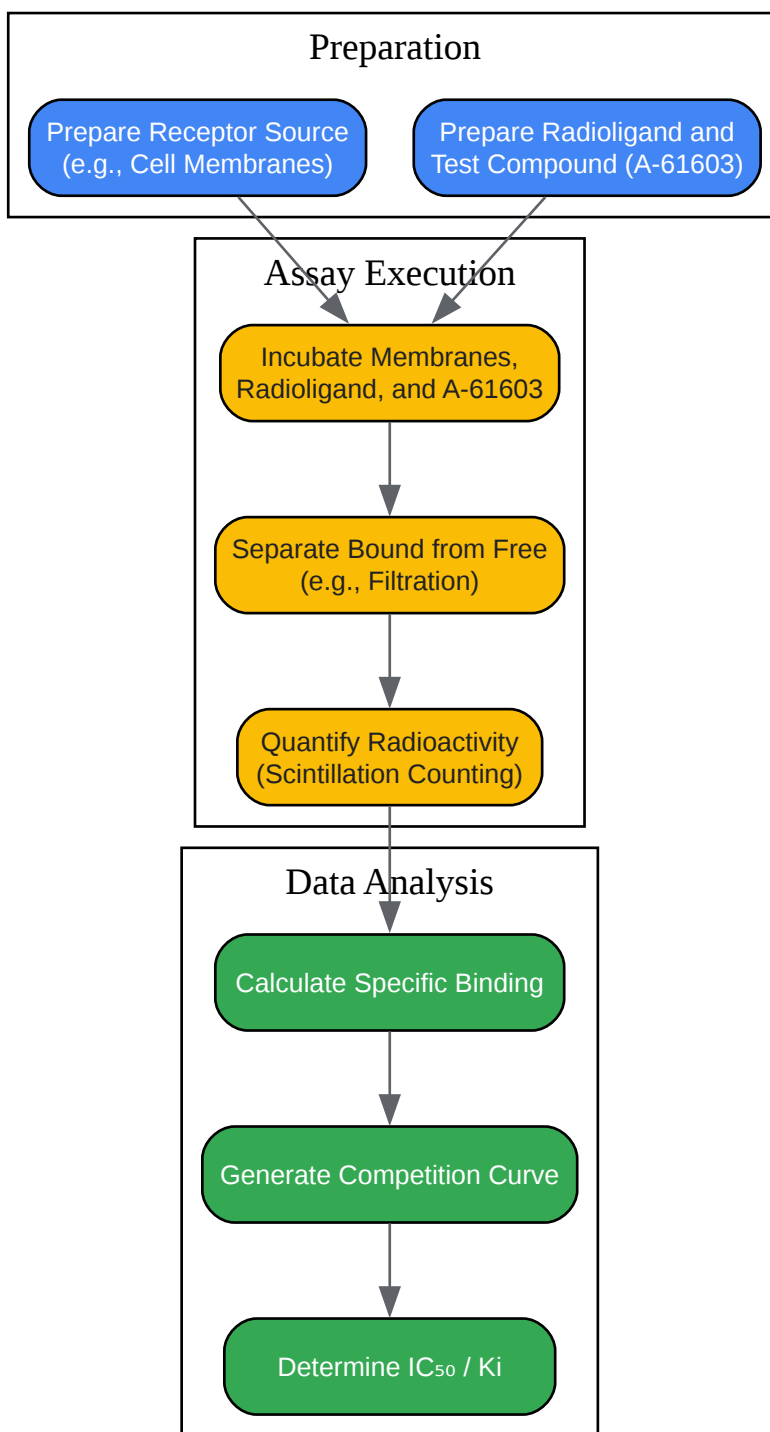 Preparation
Prepare Receptor Source
(e.g., Cell Membranes)
Prepare Radioligand and
Test Compound (A-61603)
Assay Execution
Incubate Membranes,
Radioligand, and A-61603
Separate Bound from Free
(e.g., Filtration)
Quantify Radioactivity
(Scintillation Counting)
Data Analysis
Calculate Specific Binding
Generate Competition Curve
Determine IC₅₀ / Ki